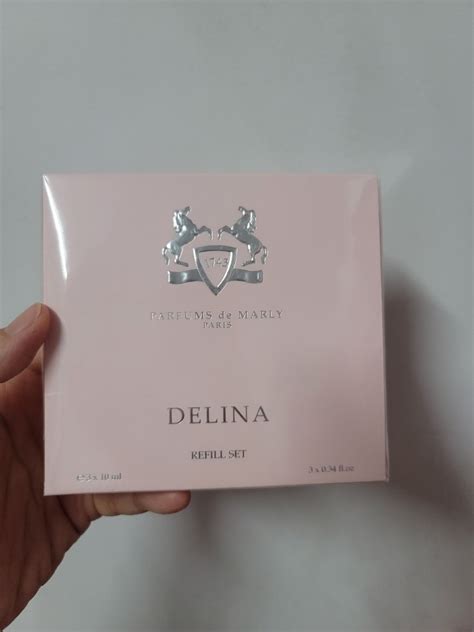 1743
PARFUMS de MARLY
PARIS
DELINA
REFILL SET
℮ 3 x 10 ml
3 x 0.34 fl.oz